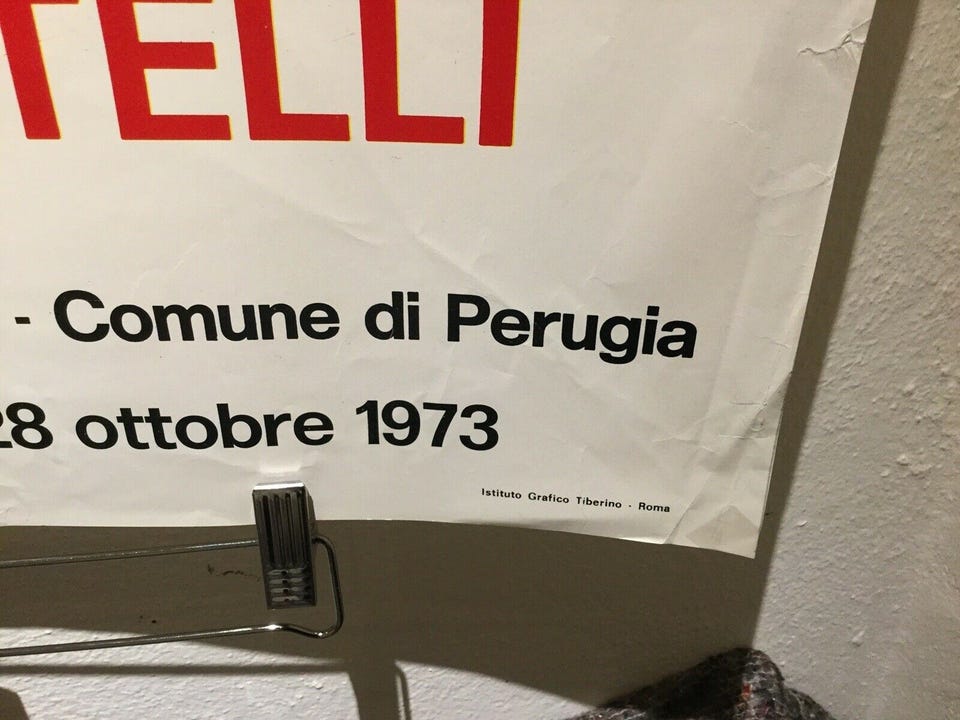 TELLI
- Comune di Perugia
28 ottobre 1973
Istituto Grafico Tiberino - Roma